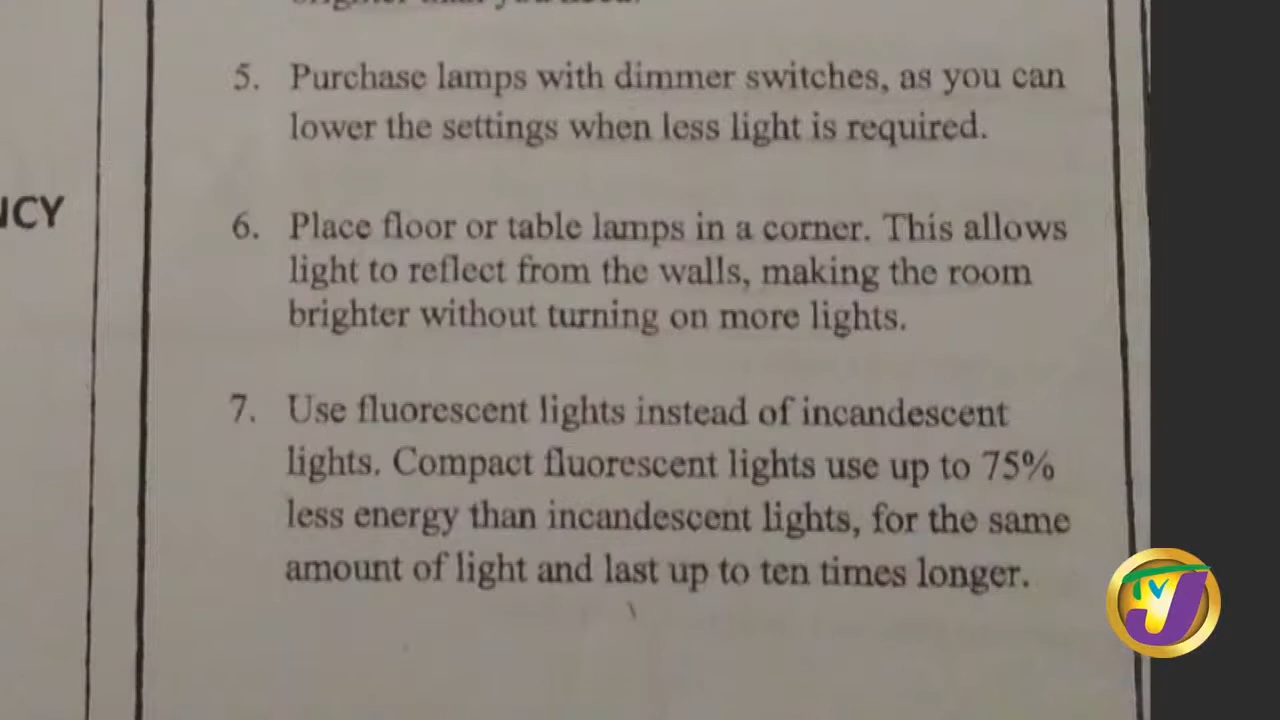 5. Purchase lamps with dimmer switches, as you can
lower the settings when less light is required.
6. Place floor or table lamps in a corner. This allows
light to reflect from the walls, making the room
brighter without turning on more lights.
7. Use fluorescent lights instead of incandescent
lights. Compact fluorescent lights use up to 75%
less energy than incandescent lights, for the same
amount of light and last up to ten times longer.
TVJ